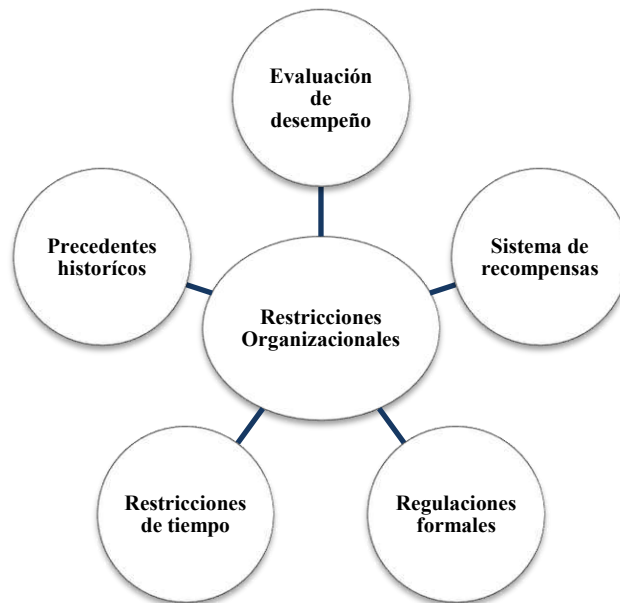 Evaluación
de
desempeño
Precedentes
historícos
Sistema de
recompensas
Restricciones
Organizacionales
Restricciones
de tiempo
Regulaciones
formales